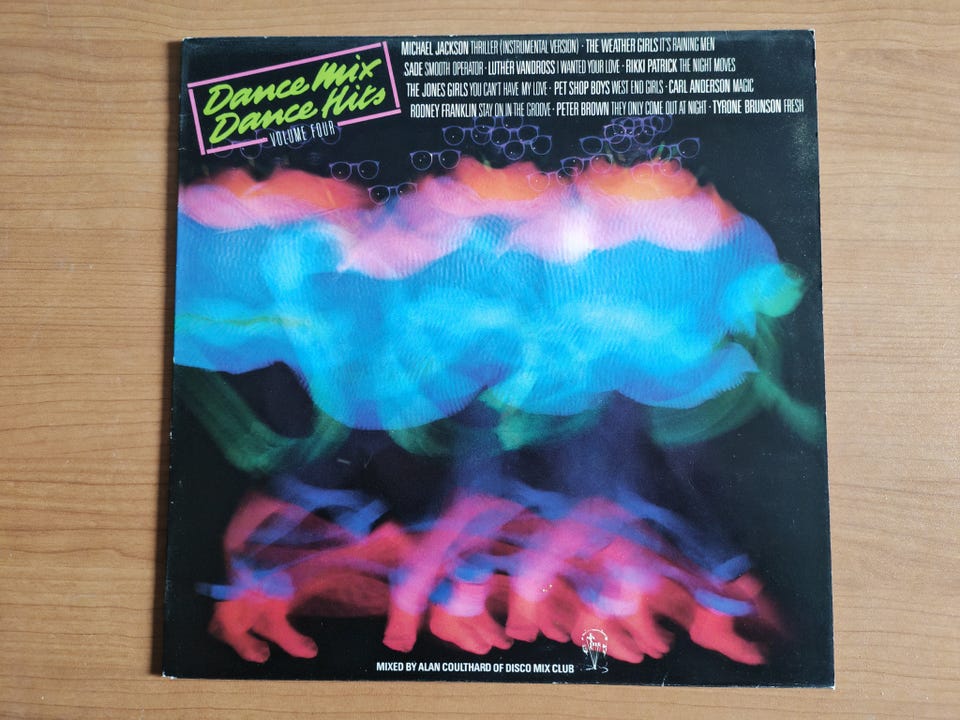 Dance Mix
Dance Hits
VOLUME FOUR
MICHAEL JACKSON THRILLER (INSTRUMENTAL VERSION) · THE WEATHER GIRLS IT'S RAINING MEN
SADE SMOOTH OPERATOR · LUTHER VANDROSS I WANTED YOUR LOVE · RIKKI PATRICK THE NIGHT MOVES
THE JONES GIRLS YOU CAN'T HAVE MY LOVE · PET SHOP BOYS WEST END GIRLS · CARL ANDERSON MAGIC
RODNEY FRANKLIN STAY ON IN THE GROOVE · PETER BROWN THEY ONLY COME OUT AT NIGHT · TYRONE BRUNSON FRESH
MIXED BY ALAN COULTHARD OF DISCO MIX CLUB